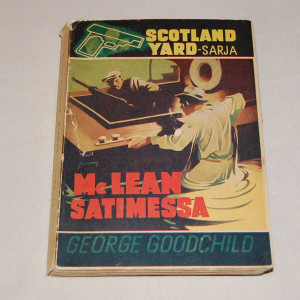 SCOTLAND
YARD-SARJA
McLEAN
SATIMESSA
GEORGE GOODCHILD